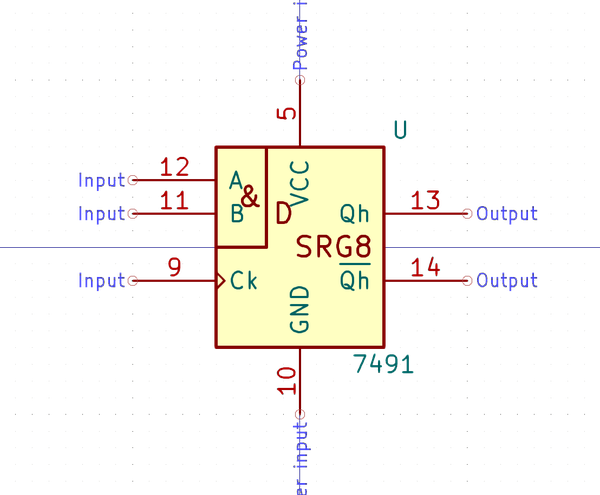 Power i
5
U
12
Input
A
VCC
&
11
Input
B
D
Qh
13
Output
SRG8
9
Input
Ck
Qh
14
Output
GND
7491
10
er input